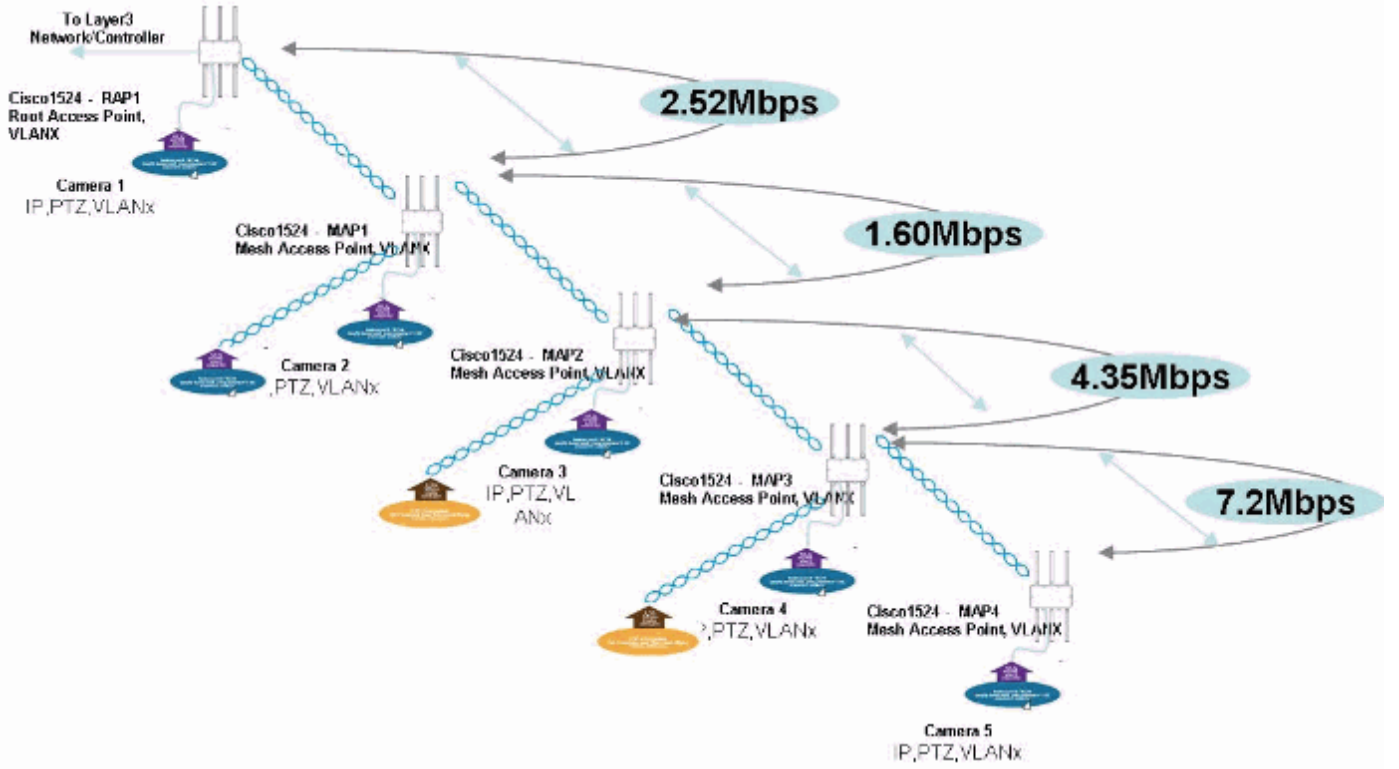 To Layer3
Network/Controller
Cisco1524 - RAP1
Root Access Point,
VLANX
Camera 1
IP,PTZ,VLANx
2.52Mbps
Cisco1524 - MAP1
Mesh Access Point, VLANX
1.60Mbps
Camera 2
,PTZ,VLANx
Cisco1524 - MAP2
Mesh Access Point, VLANX
4.35Mbps
Camera 3
IP,PTZ,VL
ANx
Cisco1524 - MAP3
Mesh Access Point, VLANX
7.2Mbps
Camera 4
,PTZ,VLANx
Cisco1524 - MAP4
Mesh Access Point, VLANX
Camera 5
IP,PTZ,VLANx